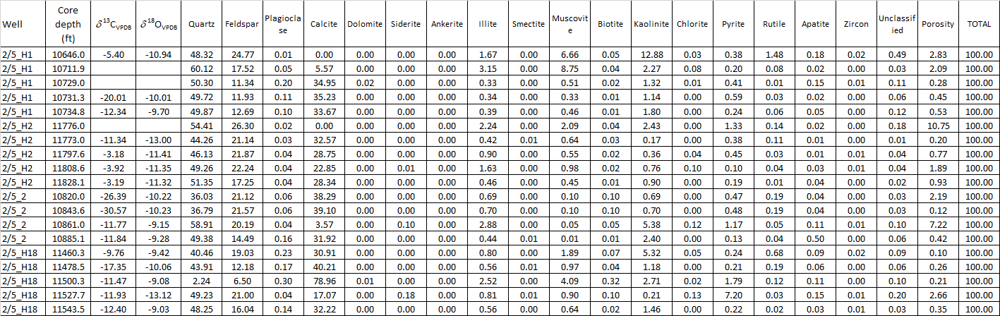 Well Core depth (ft) δ13CVPDB δ18OVPDB Quartz Feldspar Plagioclase Calcite Dolomite Siderite Ankerite Illite Smectite Muscovite Biotite Kaolinite Chlorite Pyrite Rutile Apatite Zircon Unclassified Porosity TOTAL
2/5_H1 10646.0 -5.40 -10.94 48.32 24.77 0.01 0.00 0.00 0.00 0.00 1.67 0.00 6.66 0.05 12.88 0.03 0.38 1.48 0.18 0.02 0.49 2.83 100.00
2/5_H1 10711.9 60.12 17.52 0.05 5.57 0.00 0.00 0.00 3.15 0.00 8.75 0.04 2.27 0.08 0.20 0.08 0.02 0.00 0.03 2.09 100.00
2/5_H1 10729.0 50.30 11.34 0.20 34.95 0.02 0.00 0.00 0.33 0.00 0.51 0.02 1.32 0.01 0.41 0.01 0.15 0.01 0.11 0.28 100.00
2/5_H1 10731.3 -20.01 -10.01 49.72 11.93 0.11 35.23 0.00 0.00 0.00 0.34 0.00 0.33 0.01 1.14 0.00 0.59 0.03 0.02 0.00 0.06 0.45 100.00
2/5_H1 10734.8 -12.34 -9.70 49.87 12.69 0.10 33.67 0.00 0.00 0.00 0.39 0.00 0.46 0.01 1.80 0.00 0.24 0.06 0.05 0.00 0.12 0.53 100.00
2/5_H2 11776.0 54.41 26.30 0.02 0.00 0.00 0.00 0.00 2.24 0.00 2.09 0.04 2.43 0.00 1.33 0.14 0.02 0.00 0.18 10.75 100.00
2/5_H2 11773.0 -11.34 -13.00 44.26 21.14 0.03 32.57 0.00 0.00 0.00 0.42 0.01 0.64 0.03 0.17 0.00 0.38 0.11 0.01 0.00 0.01 0.20 100.00
2/5_H2 11797.6 -3.18 -11.41 46.13 21.87 0.04 28.75 0.00 0.00 0.00 0.90 0.00 0.55 0.02 0.36 0.04 0.45 0.03 0.01 0.01 0.04 0.77 100.00
2/5_H2 11808.6 -3.92 -11.35 49.26 22.24 0.04 22.85 0.00 0.01 0.00 1.63 0.00 0.98 0.02 0.76 0.10 0.10 0.04 0.03 0.01 0.04 1.89 100.00
2/5_H2 11828.1 -3.19 -11.32 51.35 17.25 0.04 28.34 0.00 0.00 0.00 0.46 0.00 0.45 0.01 0.90 0.00 0.19 0.01 0.04 0.00 0.02 0.93 100.00
2/5_2 10820.0 -26.39 -10.22 36.03 21.12 0.06 38.29 0.00 0.00 0.00 0.69 0.00 0.10 0.10 0.69 0.00 0.47 0.19 0.04 0.00 0.03 2.19 100.00
2/5_2 10843.6 -30.57 -10.23 36.79 21.57 0.06 39.10 0.00 0.00 0.00 0.70 0.00 0.10 0.10 0.70 0.00 0.48 0.19 0.04 0.00 0.03 0.12 100.00
2/5_2 10861.0 -11.77 -9.15 58.91 20.19 0.04 3.57 0.00 0.10 0.00 2.88 0.00 0.05 0.05 5.38 0.12 1.17 0.05 0.11 0.01 0.10 7.22 100.00
2/5_2 10885.1 -11.84 -9.28 49.38 14.49 0.16 31.92 0.00 0.00 0.00 0.44 0.01 0.01 0.01 2.40 0.00 0.13 0.04 0.50 0.00 0.06 0.42 100.00
2/5_H18 11460.3 -9.76 -9.42 40.46 19.03 0.23 30.91 0.00 0.00 0.00 0.80 0.00 1.89 0.07 5.32 0.05 0.24 0.68 0.09 0.02 0.09 0.10 100.00
2/5_H18 11478.5 -17.35 -10.06 43.91 12.18 0.17 40.21 0.00 0.00 0.00 0.56 0.01 0.97 0.04 1.18 0.00 0.21 0.19 0.06 0.00 0.06 0.26 100.00
2/5_H18 11500.3 -11.47 -9.08 2.24 6.50 0.30 78.96 0.01 0.00 0.00 2.52 0.00 4.09 0.32 2.71 0.02 1.79 0.12 0.11 0.00 0.10 0.21 100.00
2/5_H18 11527.7 -11.93 -13.12 49.23 21.00 0.04 17.07 0.00 0.18 0.00 0.81 0.01 0.90 0.10 0.21 0.13 7.20 0.03 0.15 0.01 0.20 2.66 100.00
2/5_H18 11543.5 -12.40 -9.03 48.25 16.04 0.14 32.22 0.00 0.00 0.00 0.56 0.00 0.64 0.02 1.46 0.00 0.22 0.02 0.03 0.01 0.03 0.35 100.00